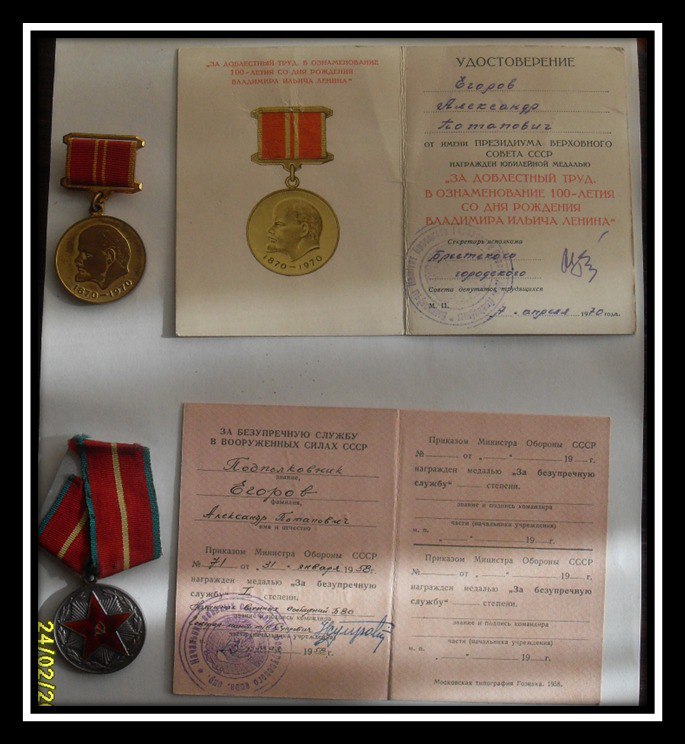 1870-1970
„ЗА ДОБЛЕСТНЫЙ ТРУД. В ОЗНАМЕНОВАНИЕ
100-ЛЕТИЯ СО ДНЯ РОЖДЕНИЯ
ВЛАДИМИРА ИЛЬИЧА ЛЕНИНА“
1870-1970
УДОСТОВЕРЕНИЕ
Егоров
Александр
Потапович
ОТ ИМЕНИ ПРЕЗИДИУМА ВЕРХОВНОГО
СОВЕТА СССР
НАГРАЖДЕН ЮБИЛЕЙНОЙ МЕДАЛЬЮ
„ЗА ДОБЛЕСТНЫЙ ТРУД.
В ОЗНАМЕНОВАНИЕ 100-ЛЕТИЯ
СО ДНЯ РОЖДЕНИЯ
ВЛАДИМИРА ИЛЬИЧА ЛЕНИНА“
Секретарь исполкома
Брестского
городского
Совета депутатов трудящихся
М. П.
апреля 1970 года.
24/02/20
ЗА БЕЗУПРЕЧНУЮ СЛУЖБУ
В ВООРУЖЕННЫХ СИЛАХ СССР
Подполковник
звание,
Егоров
фамилия,
Александр Потапович
имя и отчество
Приказом Министра Обороны СССР
№ 71 от „31“ января 1958г.
награжден медалью „За безупречную
службу“ I степени.
БВО
звание и подпись командира
части (начальника учреждения)
1958г.
Приказом Министра Обороны СССР
№ от „ “ 19 г.
награжден медалью „За безупречную
службу“ степени.
звание и подпись командира
части (начальника учреждения)
м. п. „ “ 19 г.
Приказом Министра Обороны СССР
№ от „ “ 19 г.
награжден медалью „За безупречную
службу“ степени.
звание и подпись командира
части (начальника учреждения)
м. п. „ “ 19 г.
Московская типография Гознака. 1958.